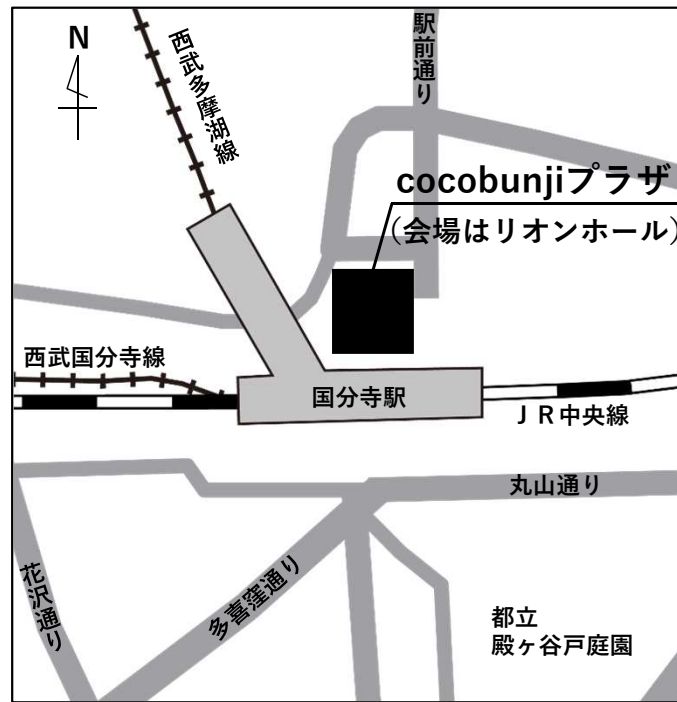 N
西武多摩湖線
駅前通り
cocobunjiプラザ
(会場はリオンホール)
西武国分寺線
国分寺駅
ＪＲ中央線
丸山通り
花沢通り
多喜窪通り
都立
殿ヶ谷戸庭園